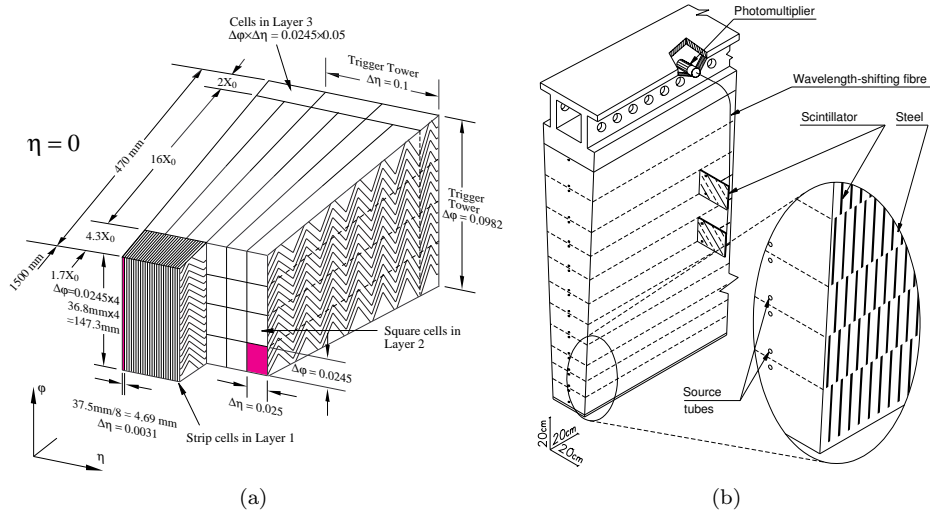 Cells in Layer 3
Δφ×Δη = 0.0245×0.05
Trigger Tower
Δη = 0.1
2X₀
η = 0
470 mm
16X₀
4.3X₀
1500 mm
1.7X₀
Δφ=0.0245x4
36.8mmx4
=147.3mm
Trigger
Tower
Δφ = 0.0982
Square cells in
Layer 2
Δφ = 0.0245
Δη = 0.025
37.5mm/8 = 4.69 mm
Δη = 0.0031
Strip cells in Layer 1
φ
η
(a)
Photomultiplier
Wavelength-shifting fibre
Scintillator
Steel
Source
tubes
20cm
20cm
20cm
(b)